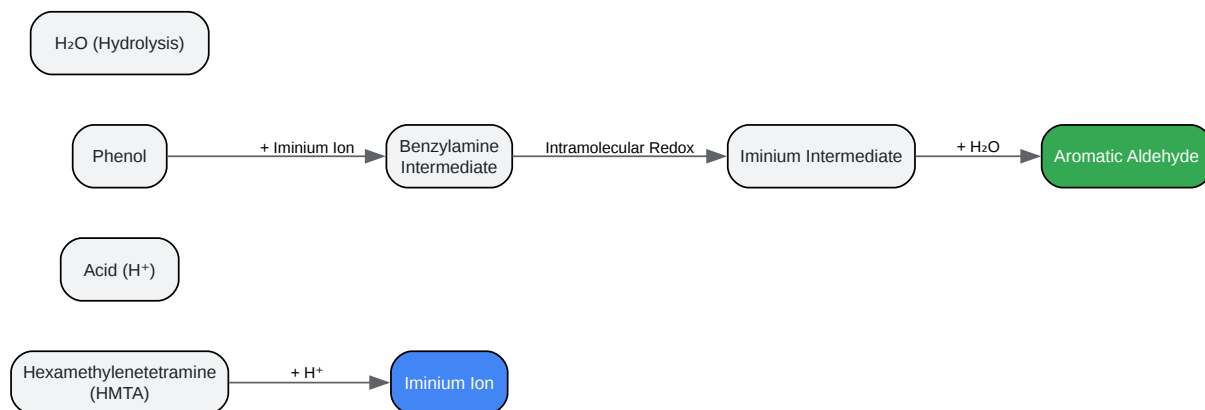 H₂O (Hydrolysis)
Phenol
+ Iminium Ion
Benzylamine
Intermediate
Intramolecular Redox
Iminium Intermediate
+ H₂O
Aromatic Aldehyde
Acid (H⁺)
Hexamethylenetetramine
(HMTA)
+ H⁺
Iminium Ion